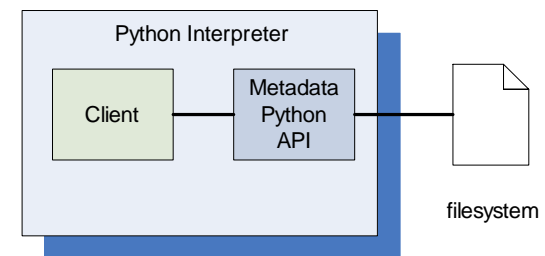 Python Interpreter
Client
Metadata
Python
API
filesystem